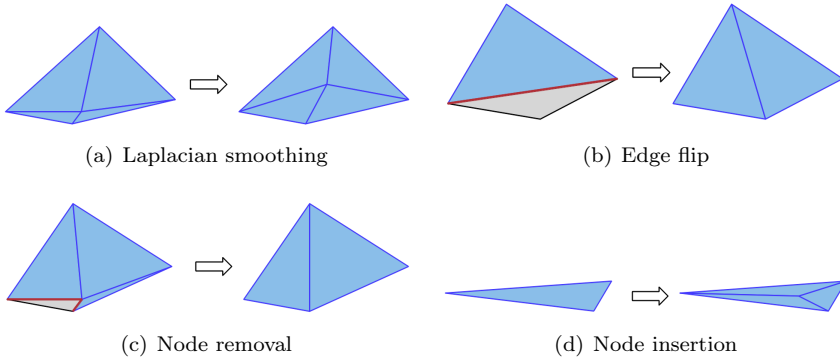 (a) Laplacian smoothing
(b) Edge flip
(c) Node removal
(d) Node insertion